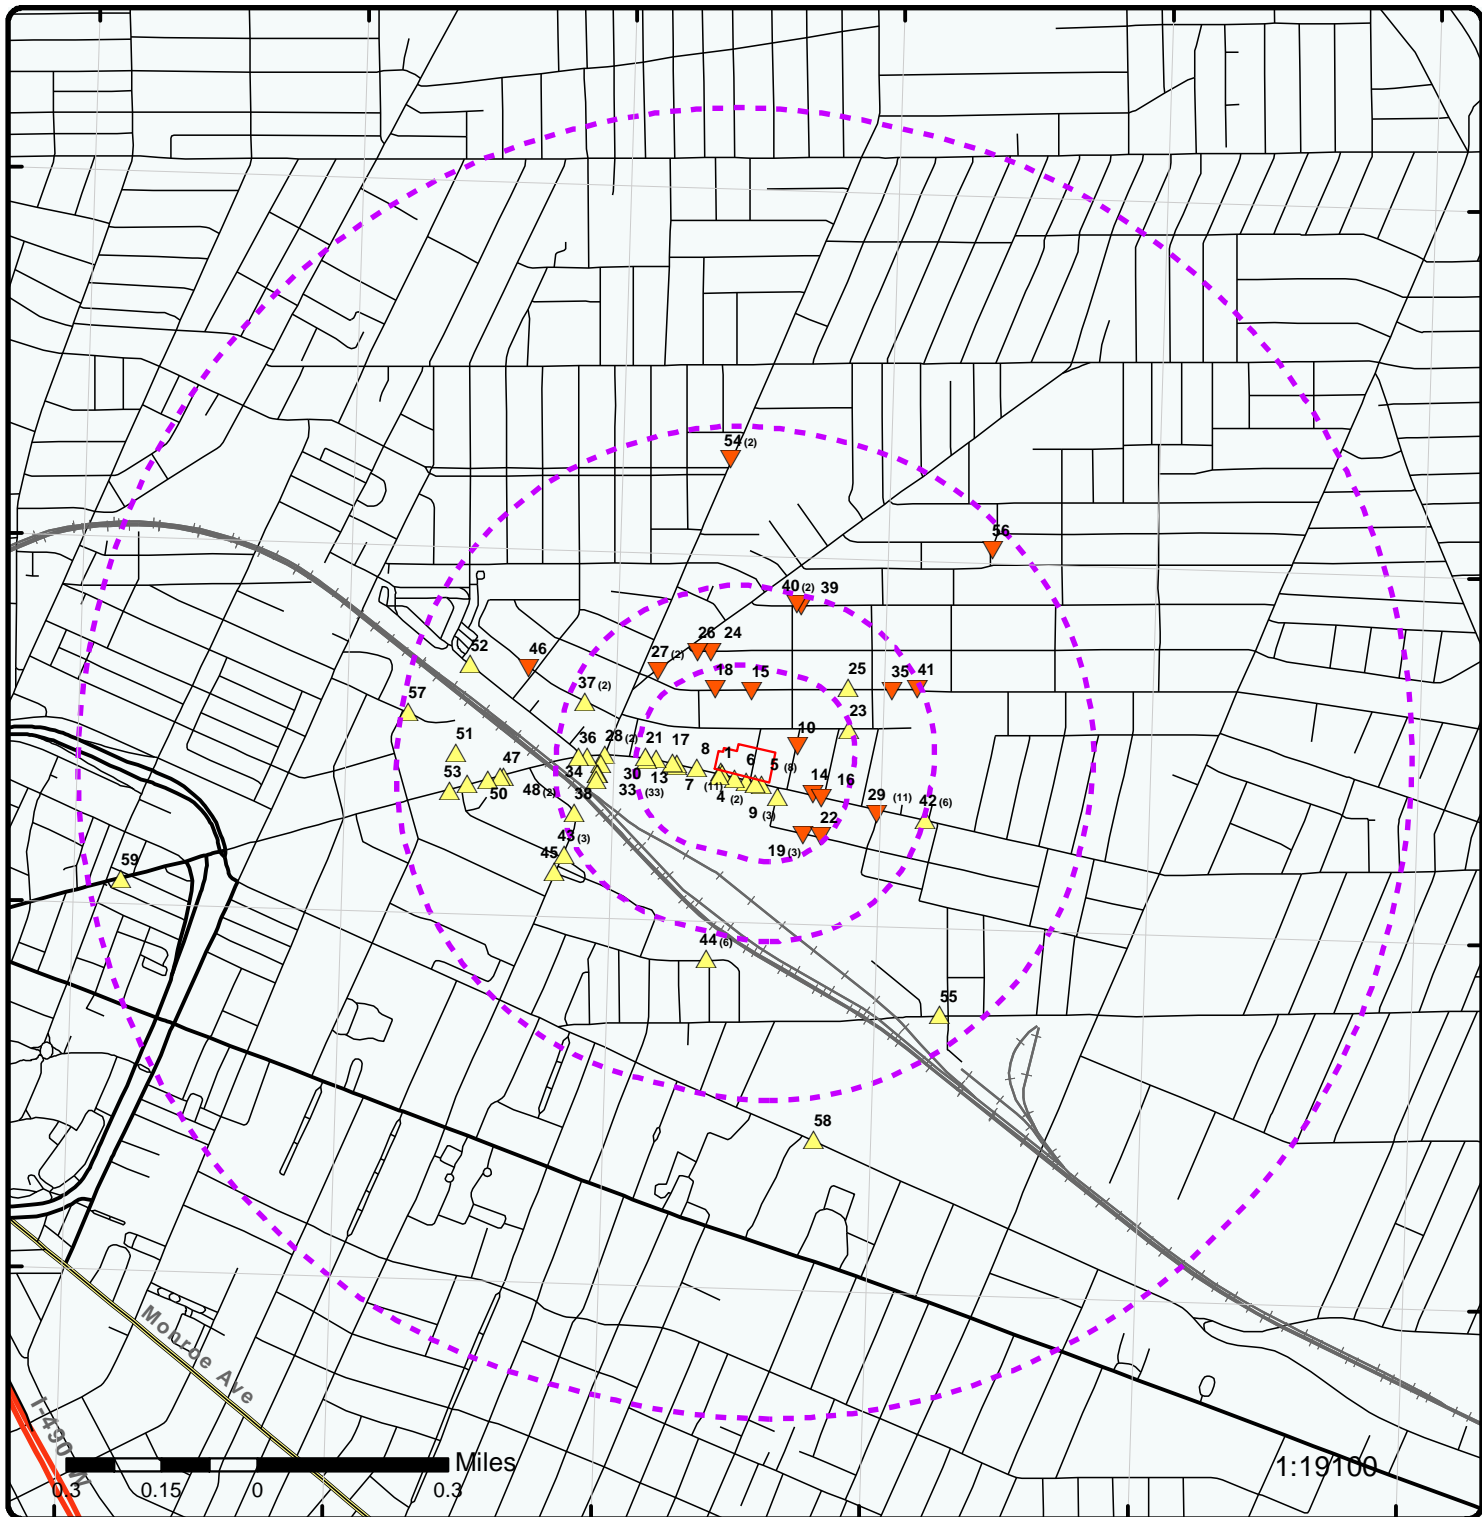 54 (2)
56
40 (2) 39
26 24
27 (2)
52 46
18 15 25 35 41
37 (2)
57
23
10
36 28 (2) 21 17 8 1 6 5 (8)
51 47
34 30 13 7 (11)
53 50 48 (2) 38 33 (33) 4 (2) 14 16
9 (3) 29 (11) 42 (6)
22
43 (3)
19 (3)
45
59
44 (6)
55
58
Monroe Ave
I-490 W
Miles
1:19100
0.3 0.15 0 0.3